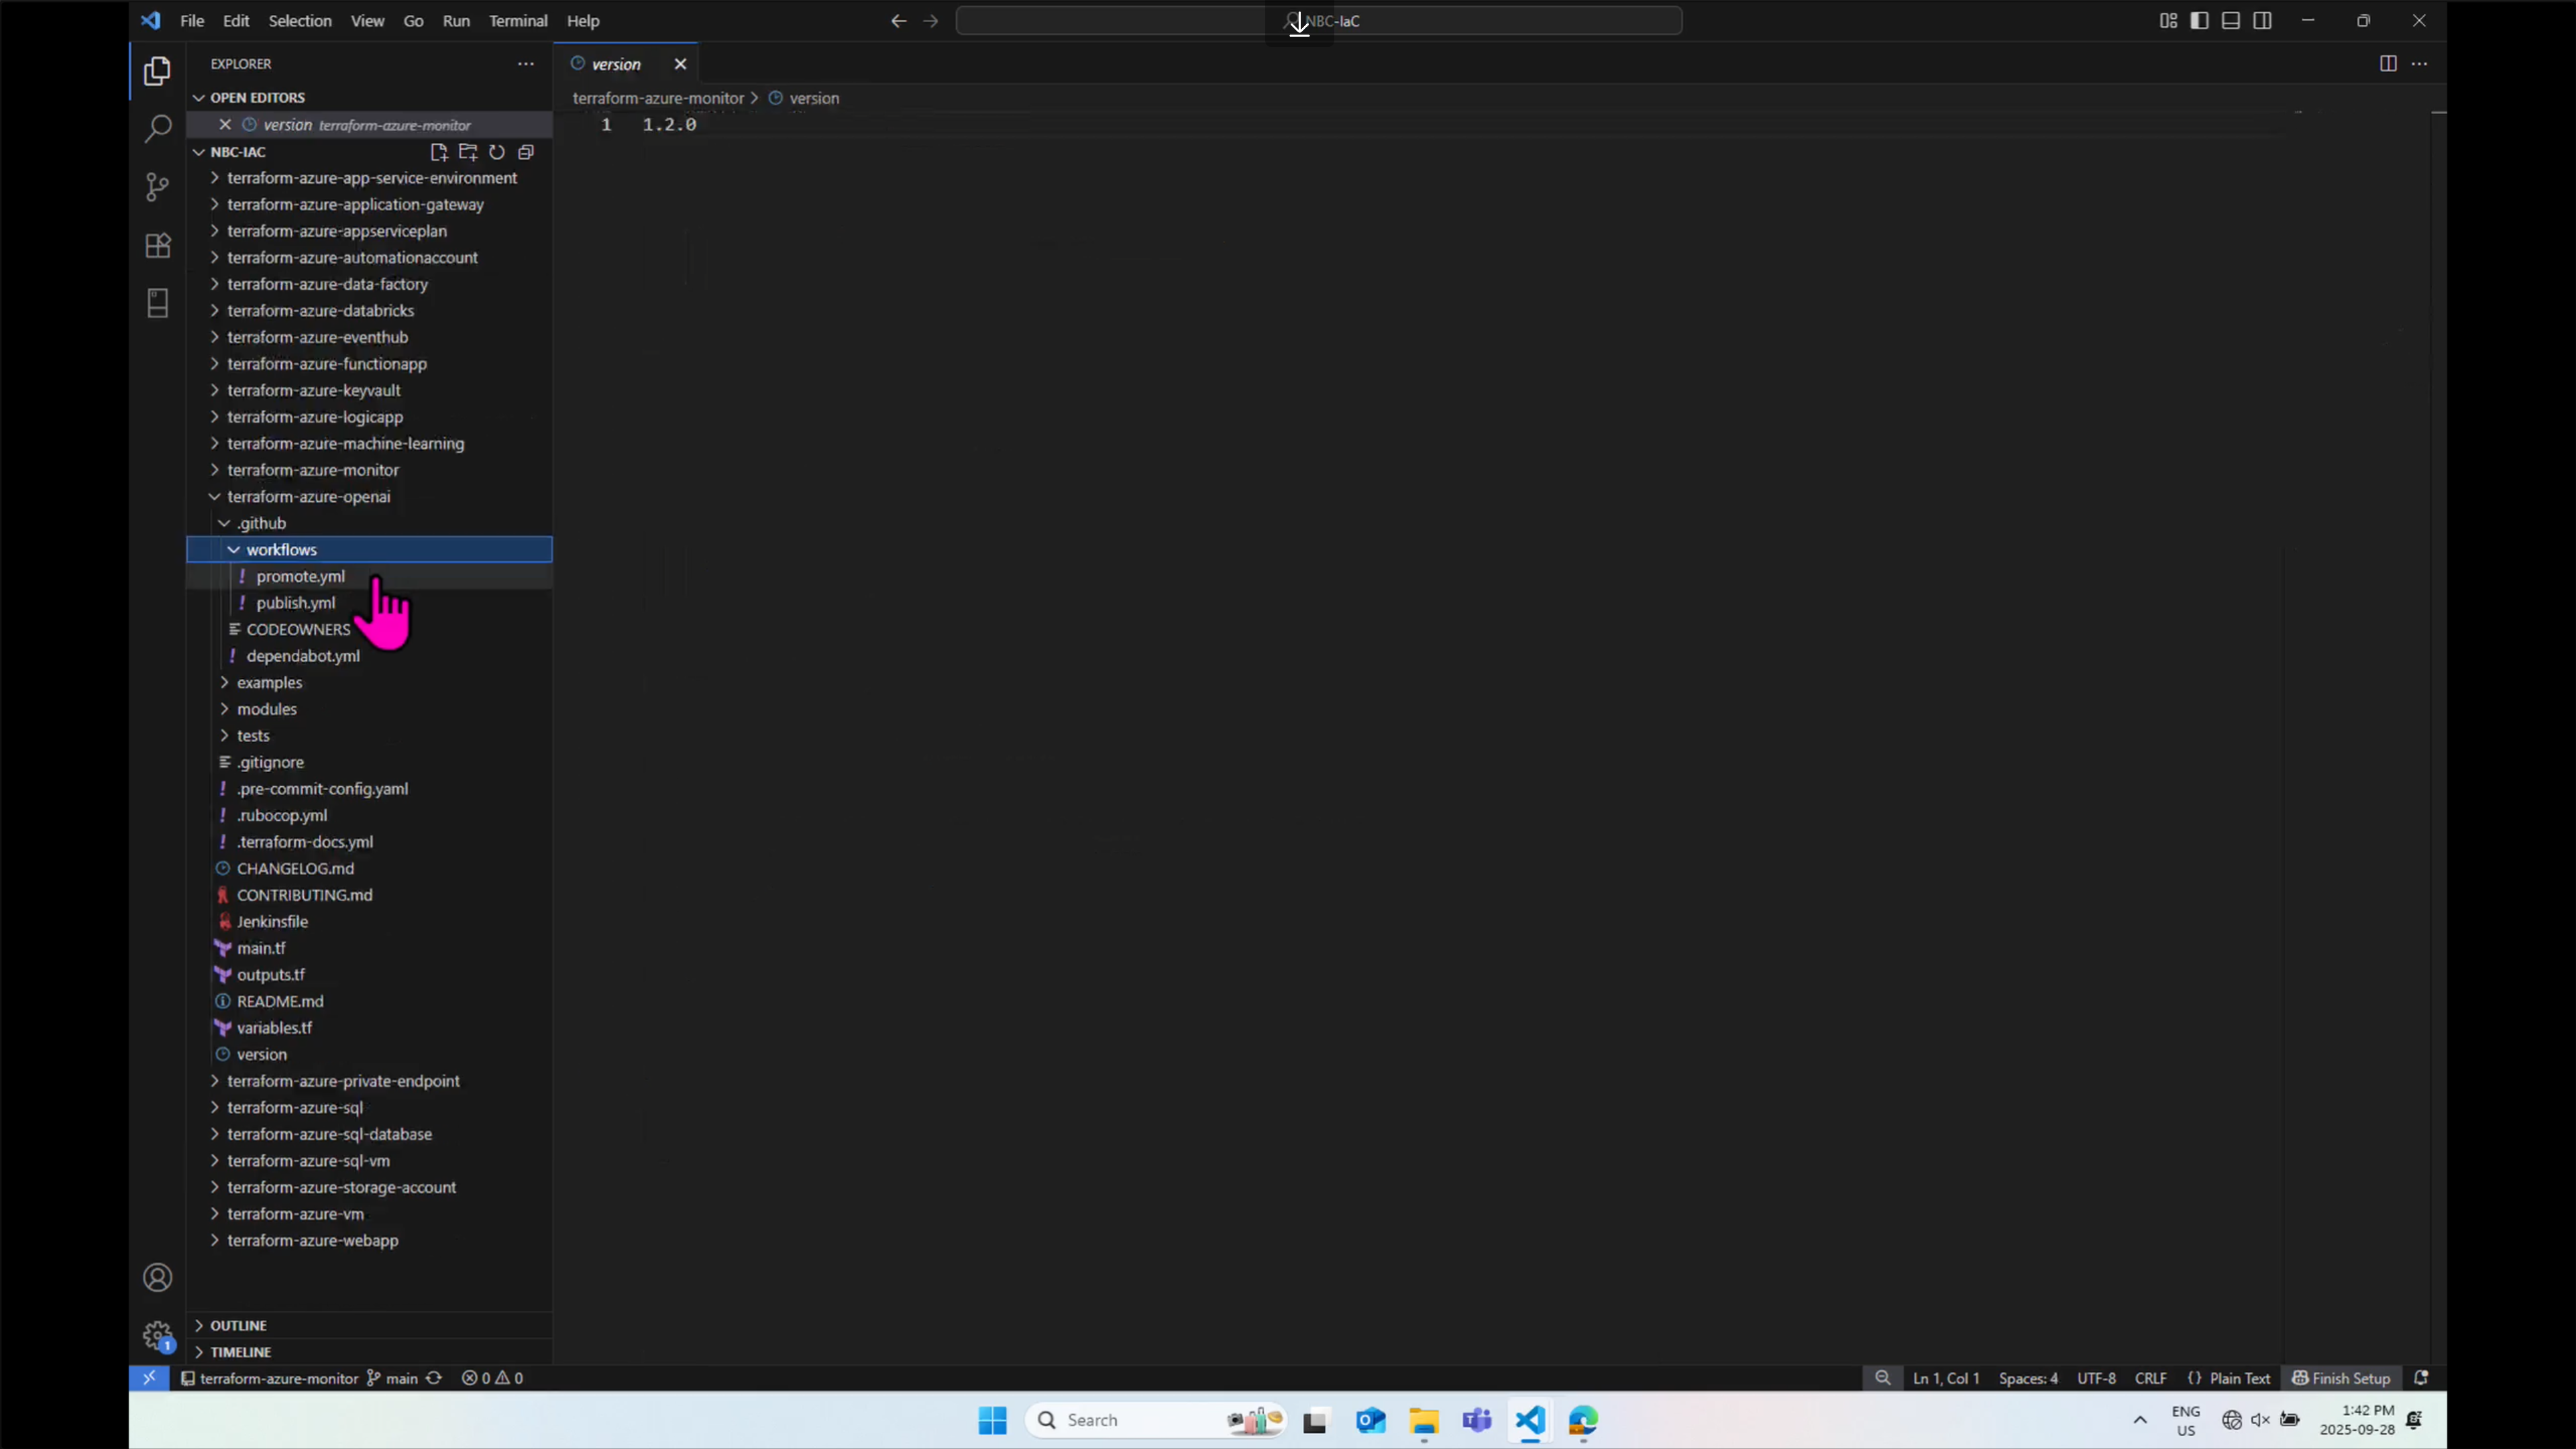 File Edit Selection View Go Run Terminal Help
NBC-IaC
EXPLORER
version
OPEN EDITORS
version terraform-azure-monitor
terraform-azure-monitor > version
1 1.2.0
NBC-IAC
terraform-azure-app-service-environment
terraform-azure-application-gateway
terraform-azure-appserviceplan
terraform-azure-automationaccount
terraform-azure-data-factory
terraform-azure-databricks
terraform-azure-eventhub
terraform-azure-functionapp
terraform-azure-keyvault
terraform-azure-logicapp
terraform-azure-machine-learning
terraform-azure-monitor
terraform-azure-openai
.github
workflows
promote.yml
publish.yml
CODEOWNERS
dependabot.yml
examples
modules
tests
.gitignore
.pre-commit-config.yaml
.rubocop.yml
.terraform-docs.yml
CHANGELOG.md
CONTRIBUTING.md
Jenkinsfile
main.tf
outputs.tf
README.md
variables.tf
version
terraform-azure-private-endpoint
terraform-azure-sql
terraform-azure-sql-database
terraform-azure-sql-vm
terraform-azure-storage-account
terraform-azure-vm
terraform-azure-webapp
OUTLINE
1
TIMELINE
terraform-azure-monitor main 0 0 Ln 1, Col 1 Spaces: 4 UTF-8 CRLF {} Plain Text Finish Setup
Search
ENG
US
1:42 PM
2025-09-28